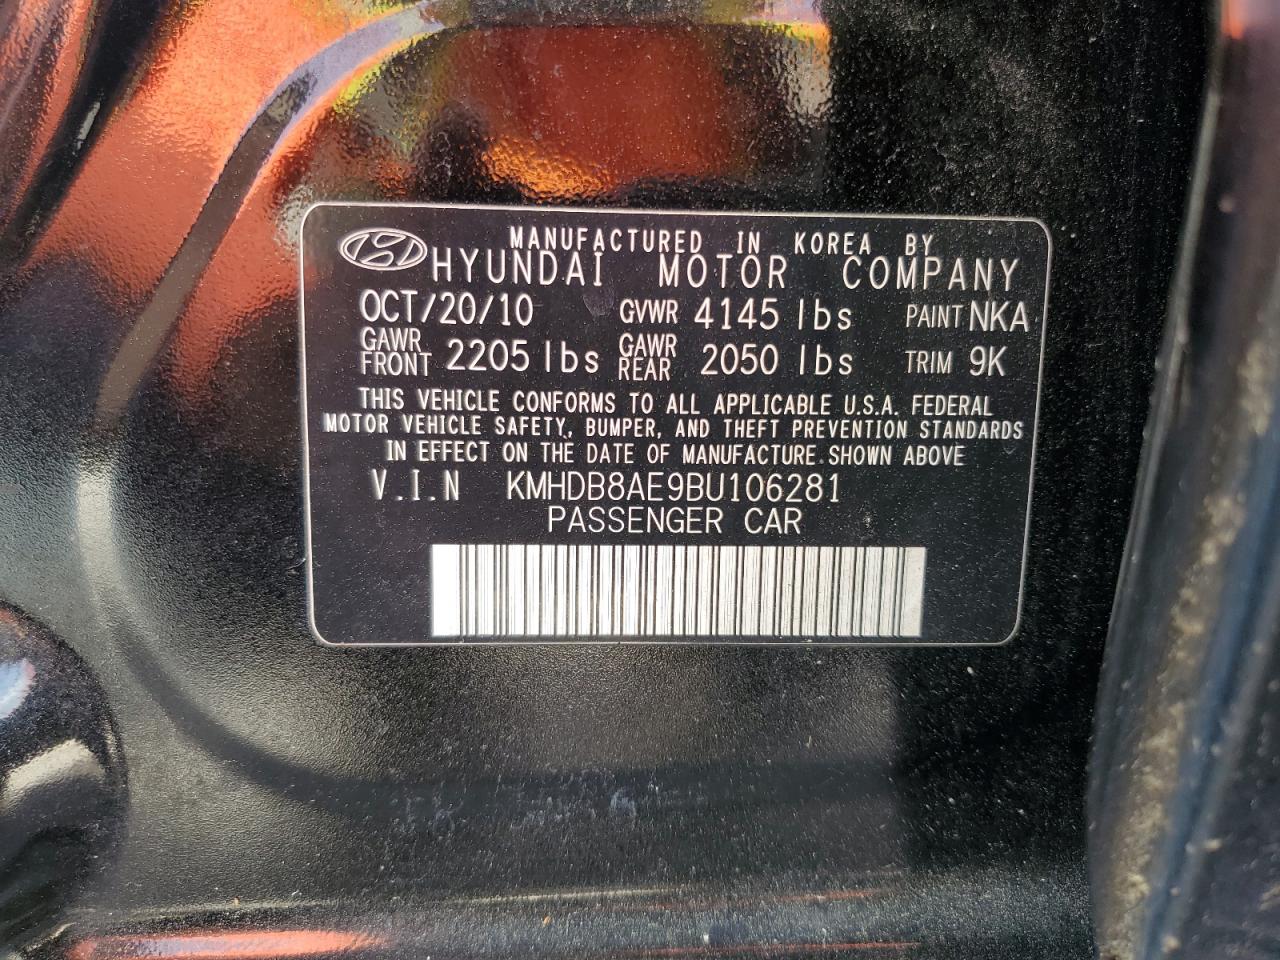 MANUFACTURED IN KOREA BY
HYUNDAI MOTOR COMPANY
OCT/20/10 GVWR 4145 lbs PAINT NKA
GAWR FRONT 2205 lbs GAWR REAR 2050 lbs TRIM 9K
THIS VEHICLE CONFORMS TO ALL APPLICABLE U.S.A. FEDERAL
MOTOR VEHICLE SAFETY, BUMPER, AND THEFT PREVENTION STANDARDS
IN EFFECT ON THE DATE OF MANUFACTURE SHOWN ABOVE
V.I.N KMHDB8AE9BU106281
PASSENGER CAR